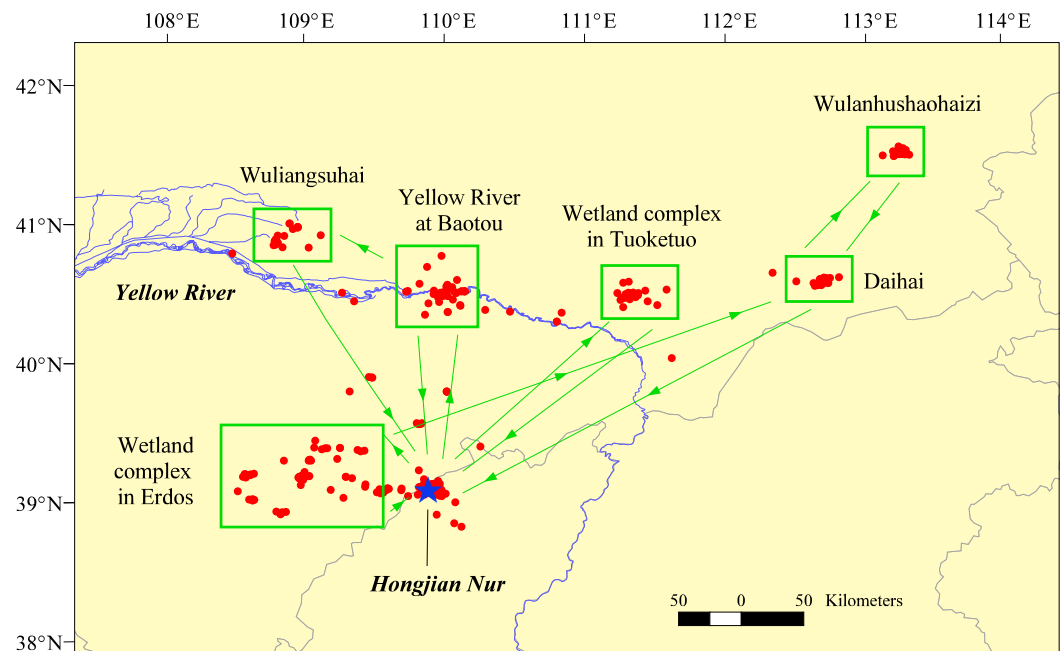 108°E 109°E 110°E 111°E 112°E 113°E 114°E
42°N
Wulanhushaohaizi
Wuliangsuhai
Yellow River
at Baotou
Wetland complex
in Tuoketuo
41°N
Daihai
Yellow River
40°N
Wetland
complex
in Erdos
39°N
Hongjian Nur
50 0 50 Kilometers
38°N